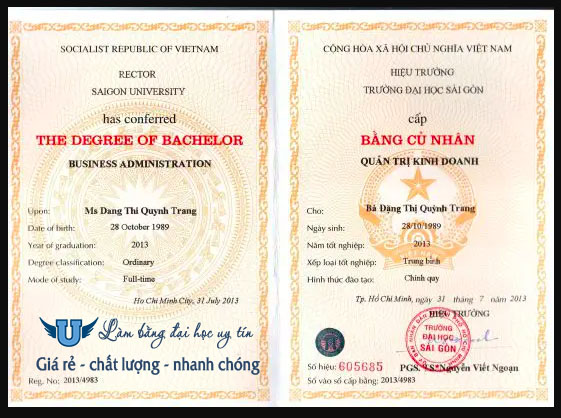 SOCIALIST REPUBLIC OF VIETNAM
RECTOR
SAIGON UNIVERSITY
has conferred
THE DEGREE OF BACHELOR
BUSINESS ADMINISTRATION
Upon: Ms Dang Thi Quynh Trang
Date of birth: 28 October 1989
Year of graduation: 2013
Degree classification: Ordinary
Mode of study: Full-time
Ho Chi Minh City, 31 July 2013
U Làm bằng đại học uy tín
Giá rẻ - chất lượng - nhanh chóng
Reg. No: 2013/4983
CỘNG HÒA XÃ HỘI CHỦ NGHĨA VIỆT NAM
HIỆU TRƯỞNG
TRƯỜNG ĐẠI HỌC SÀI GÒN
cấp
BẰNG CỬ NHÂN
QUẢN TRỊ KINH DOANH
Cho: Bà Đặng Thị Quỳnh Trang
Ngày sinh: 28/10/1989
Năm tốt nghiệp: 2013
Xếp loại tốt nghiệp: Trung bình
Hình thức đào tạo: Chính quy
Tp. Hồ Chí Minh, ngày 31 tháng 7 năm 2013
HIỆU TRƯỞNG
TRƯỜNG
ĐẠI HỌC
SÀI GÒN
Số hiệu: 605685 PGS. TS Nguyễn Viết Ngoạn
Số vào sổ cấp bằng: 2013/4983